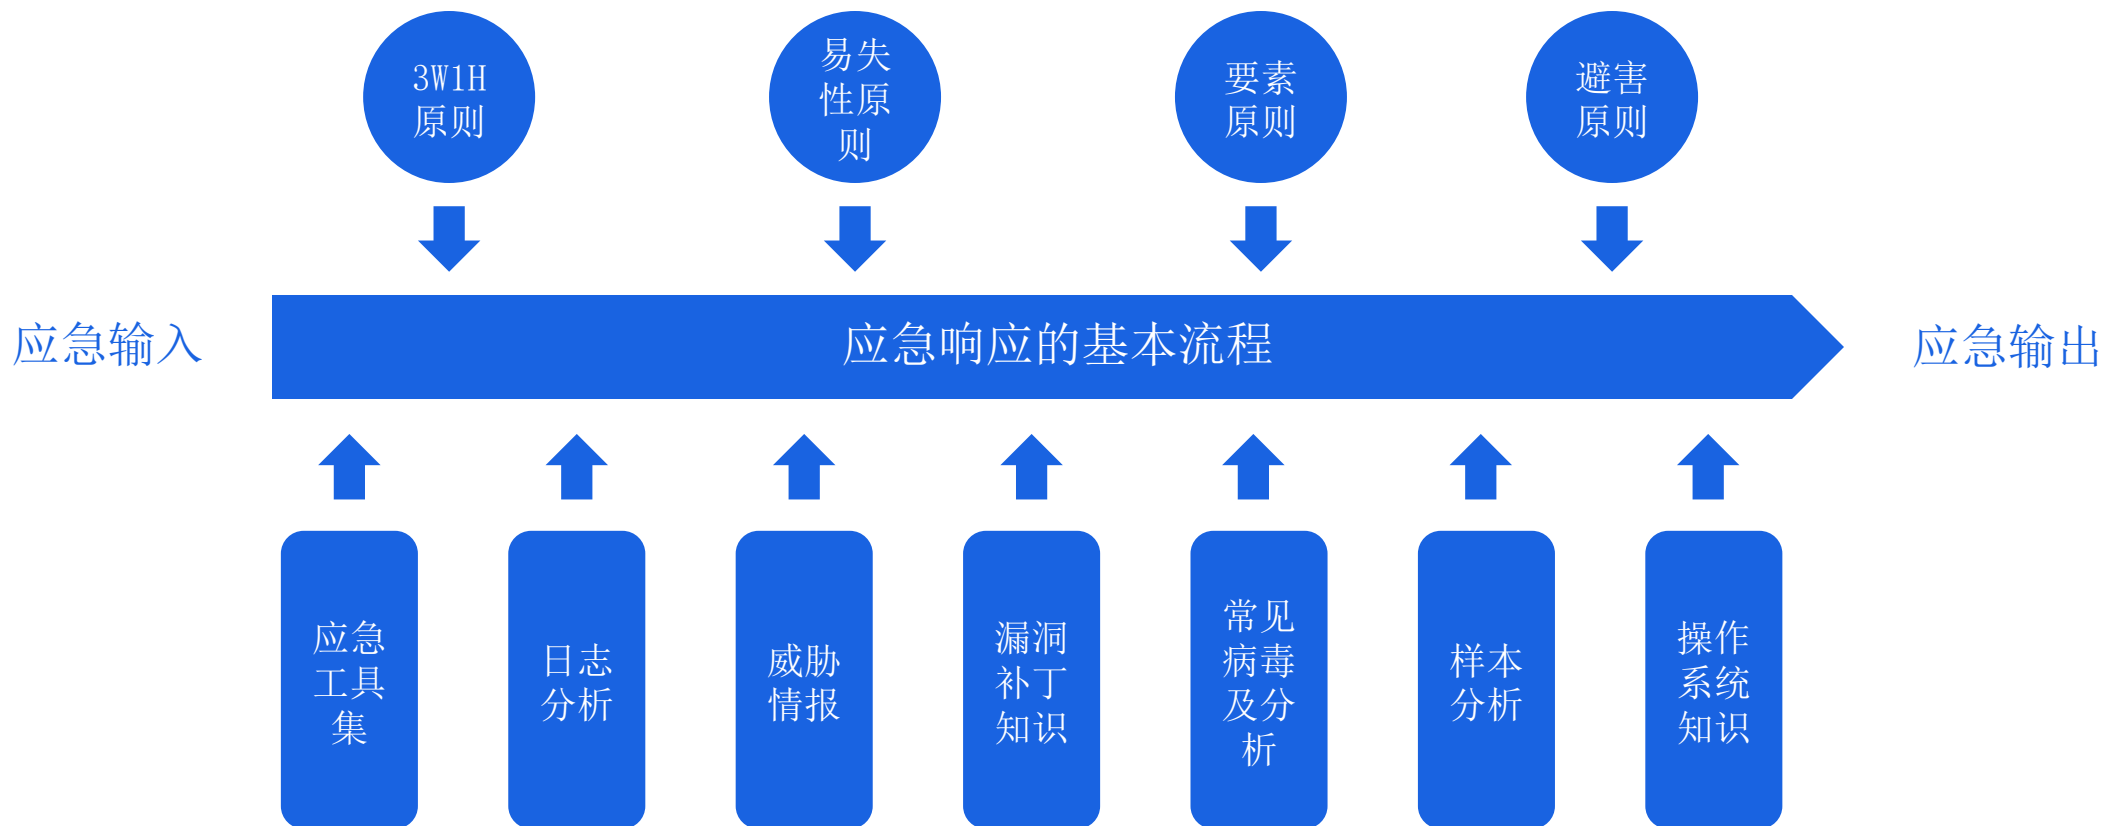 3W1H
原则
易失
性原
则
要素
原则
避害
原则
应急输入
应急响应的基本流程
应急输出
应急
工具
集
日志
分析
威胁
情报
漏洞
补丁
知识
常见
病毒
及分
析
样本
分析
操作
系统
知识